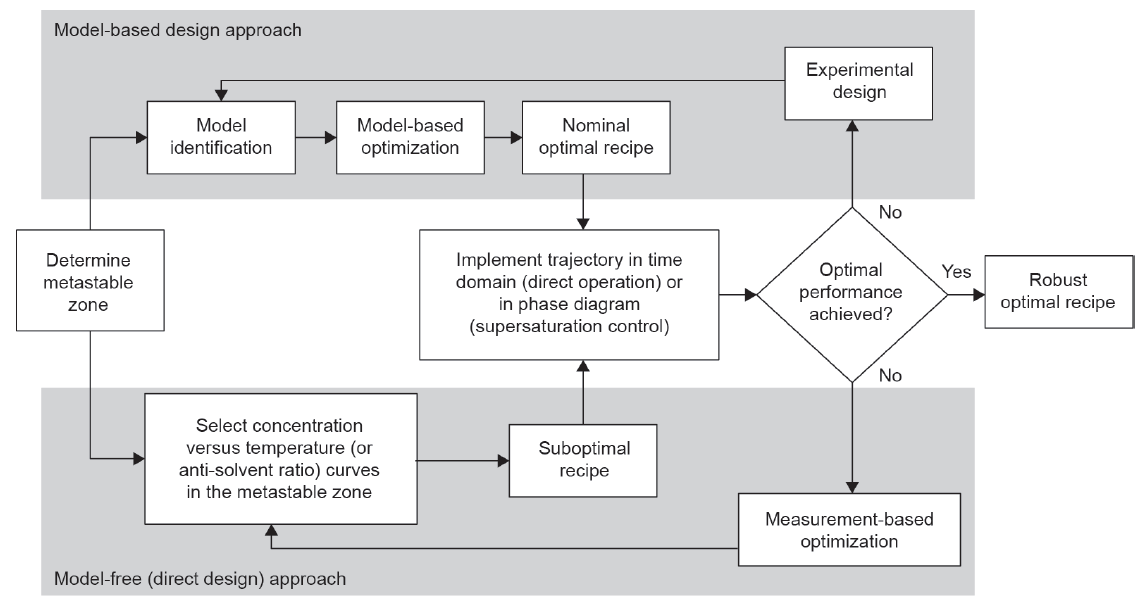 Model-based design approach
Experimental
design
Model
identification
Model-based
optimization
Nominal
optimal recipe
No
Determine
metastable
zone
Implement trajectory in time
domain (direct operation) or
in phase diagram
(supersaturation control)
Optimal
performance
achieved?
Yes
Robust
optimal recipe
No
Select concentration
versus temperature (or
anti-solvent ratio) curves
in the metastable zone
Suboptimal
recipe
Measurement-based
optimization
Model-free (direct design) approach